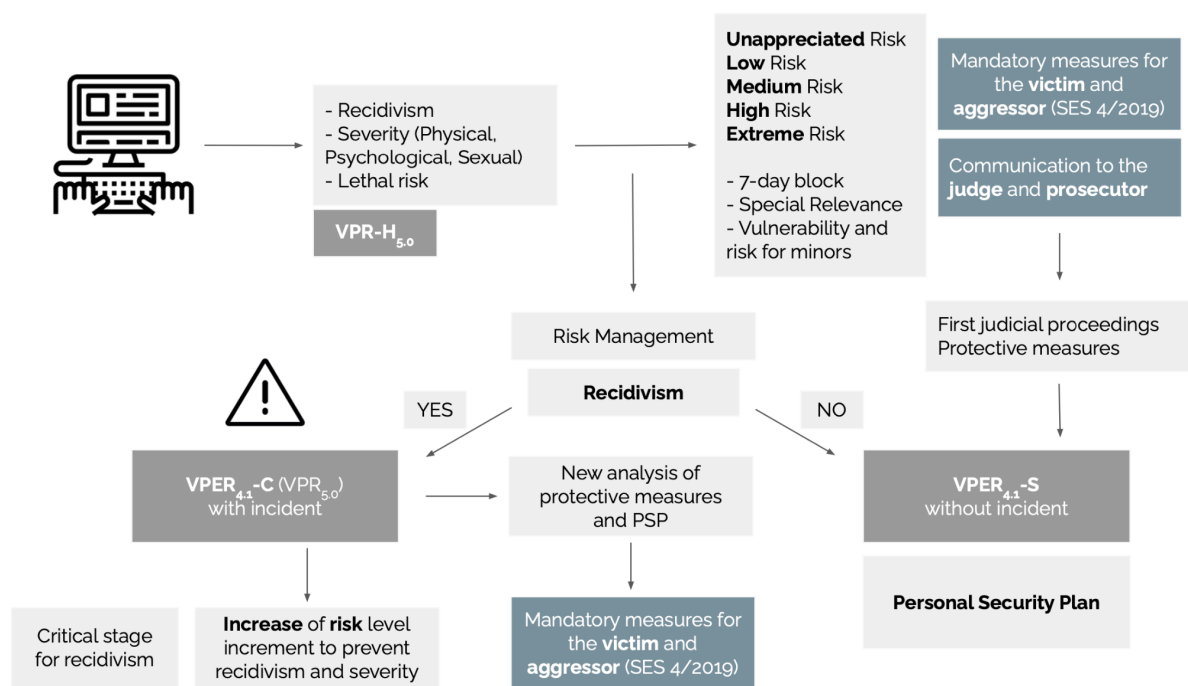 - Recidivism
- Severity (Physical,
Psychological, Sexual)
- Lethal risk
VPR-H5.0
Unappreciated Risk
Low Risk
Medium Risk
High Risk
Extreme Risk
- 7-day block
- Special Relevance
- Vulnerability and
risk for minors
Mandatory measures for
the victim and
aggressor (SES 4/2019)
Communication to the
judge and prosecutor
First judicial proceedings
Protective measures
Risk Management
Recidivism
YES
NO
VPER4.1-C (VPR5.0)
with incident
New analysis of
protective measures
and PSP
VPER4.1-S
without incident
Personal Security Plan
Critical stage
for recidivism
Increase of risk level
increment to prevent
recidivism and severity
Mandatory measures for
the victim and
aggressor (SES 4/2019)